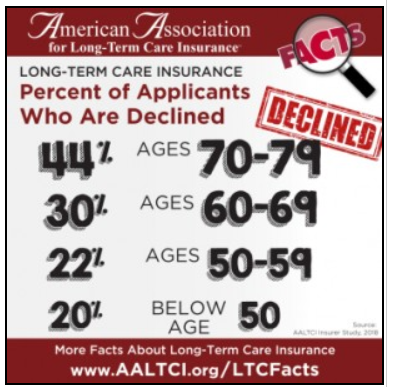 American Association
for Long-Term Care Insurance
FACTS
LONG-TERM CARE INSURANCE
Percent of Applicants
Who Are Declined
DECLINED
44% AGES 70-79
30% AGES 60-69
22% AGES 50-59
20% BELOW AGE 50
Source:
AALTCI Insurer Study, 2018
More Facts About Long-Term Care Insurance
www.AALTCI.org/LTCFacts